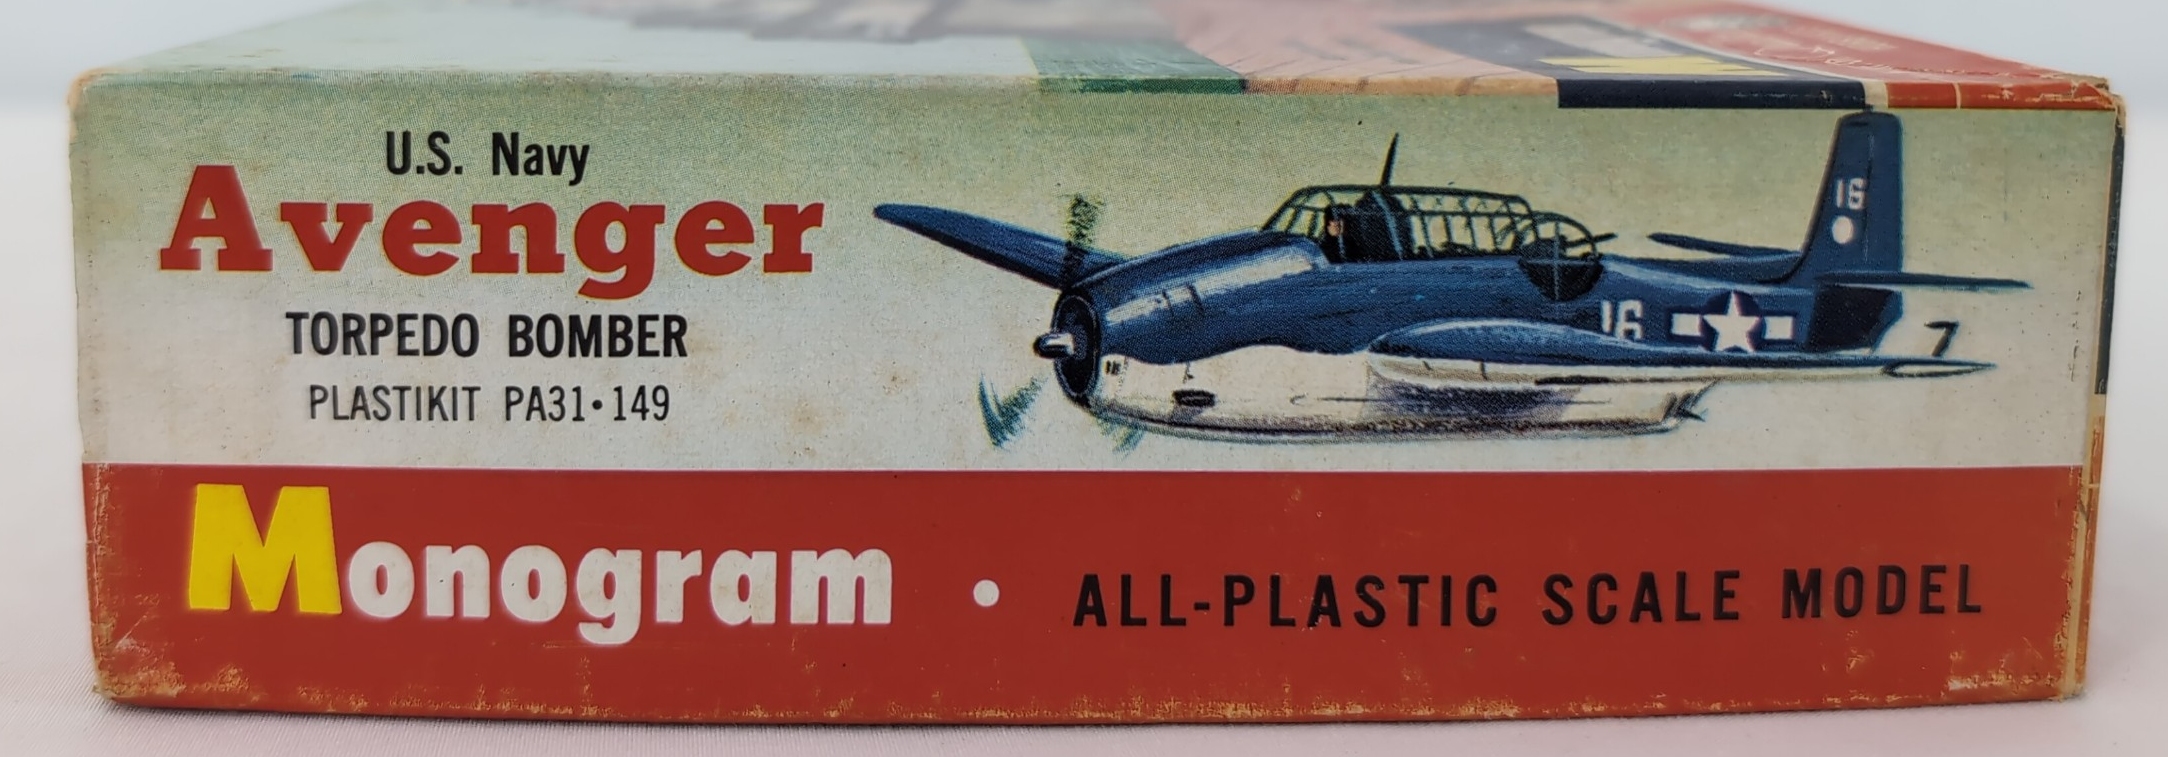 U.S. Navy
Avenger
TORPEDO BOMBER
PLASTIKIT PA31•149
16
16
Monogram • ALL-PLASTIC SCALE MODEL